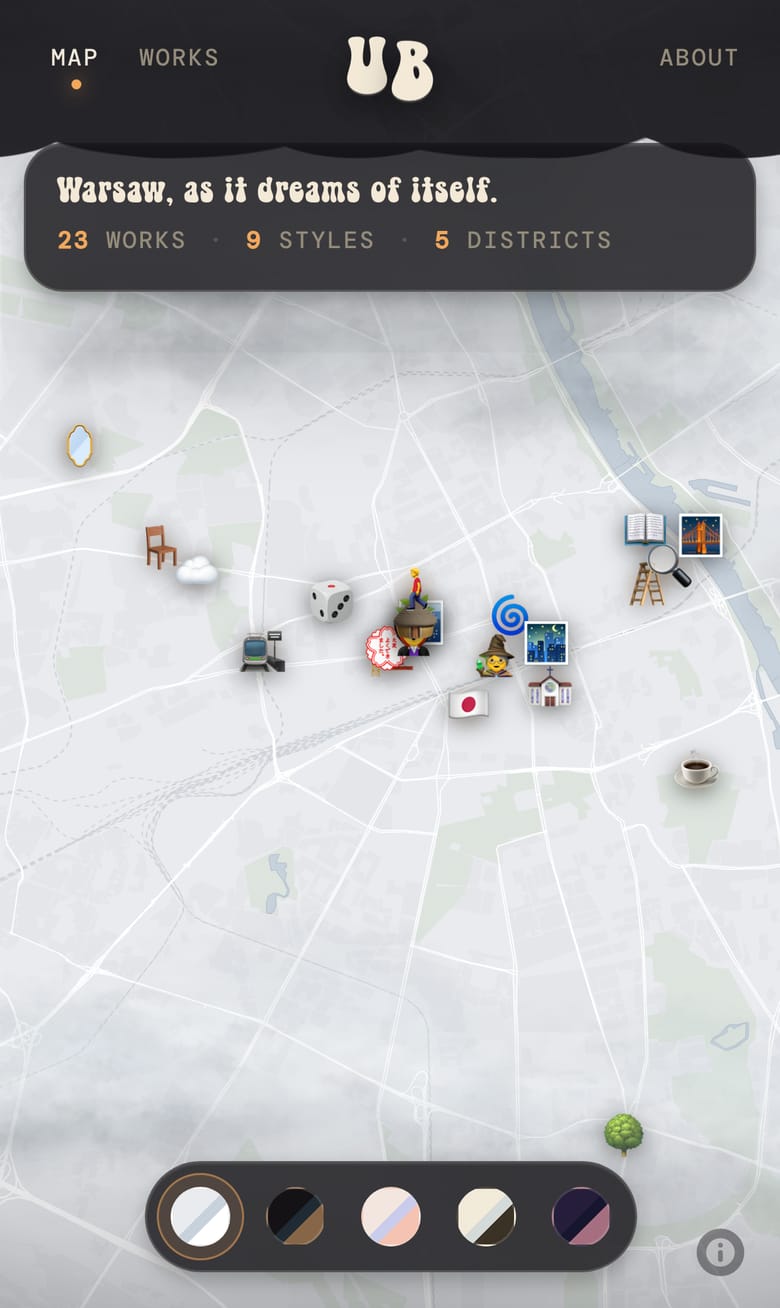 MAP WORKS UB ABOUT
Warsaw, as it dreams of itself.
23 WORKS · 9 STYLES · 5 DISTRICTS